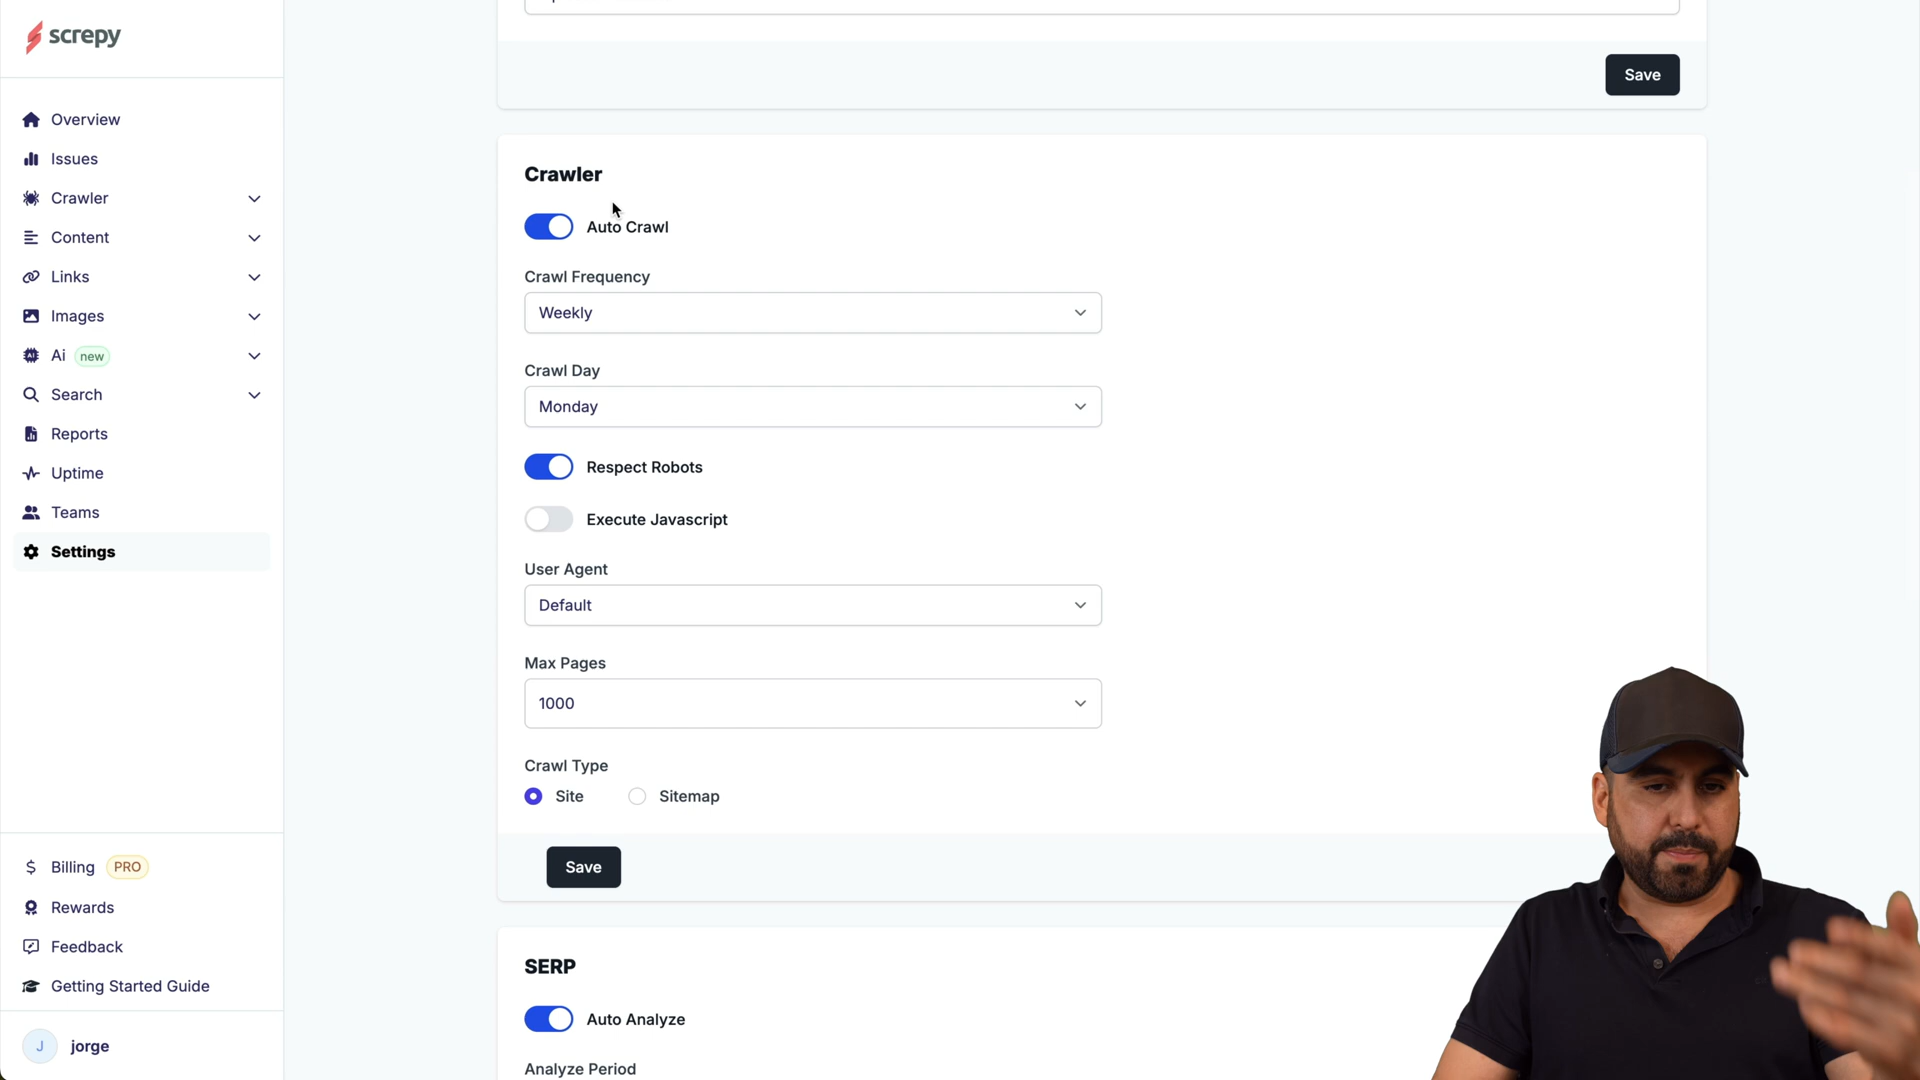 screpy
Overview
Issues
Crawler
Content
Links
Images
Ai new
Search
Reports
Uptime
Teams
Settings
Billing PRO
Rewards
Feedback
Getting Started Guide
J jorge
Save
Crawler
Auto Crawl
Crawl Frequency
Weekly
Crawl Day
Monday
Respect Robots
Execute Javascript
User Agent
Default
Max Pages
1000
Crawl Type
Site Sitemap
Save
SERP
Auto Analyze
Analyze Period